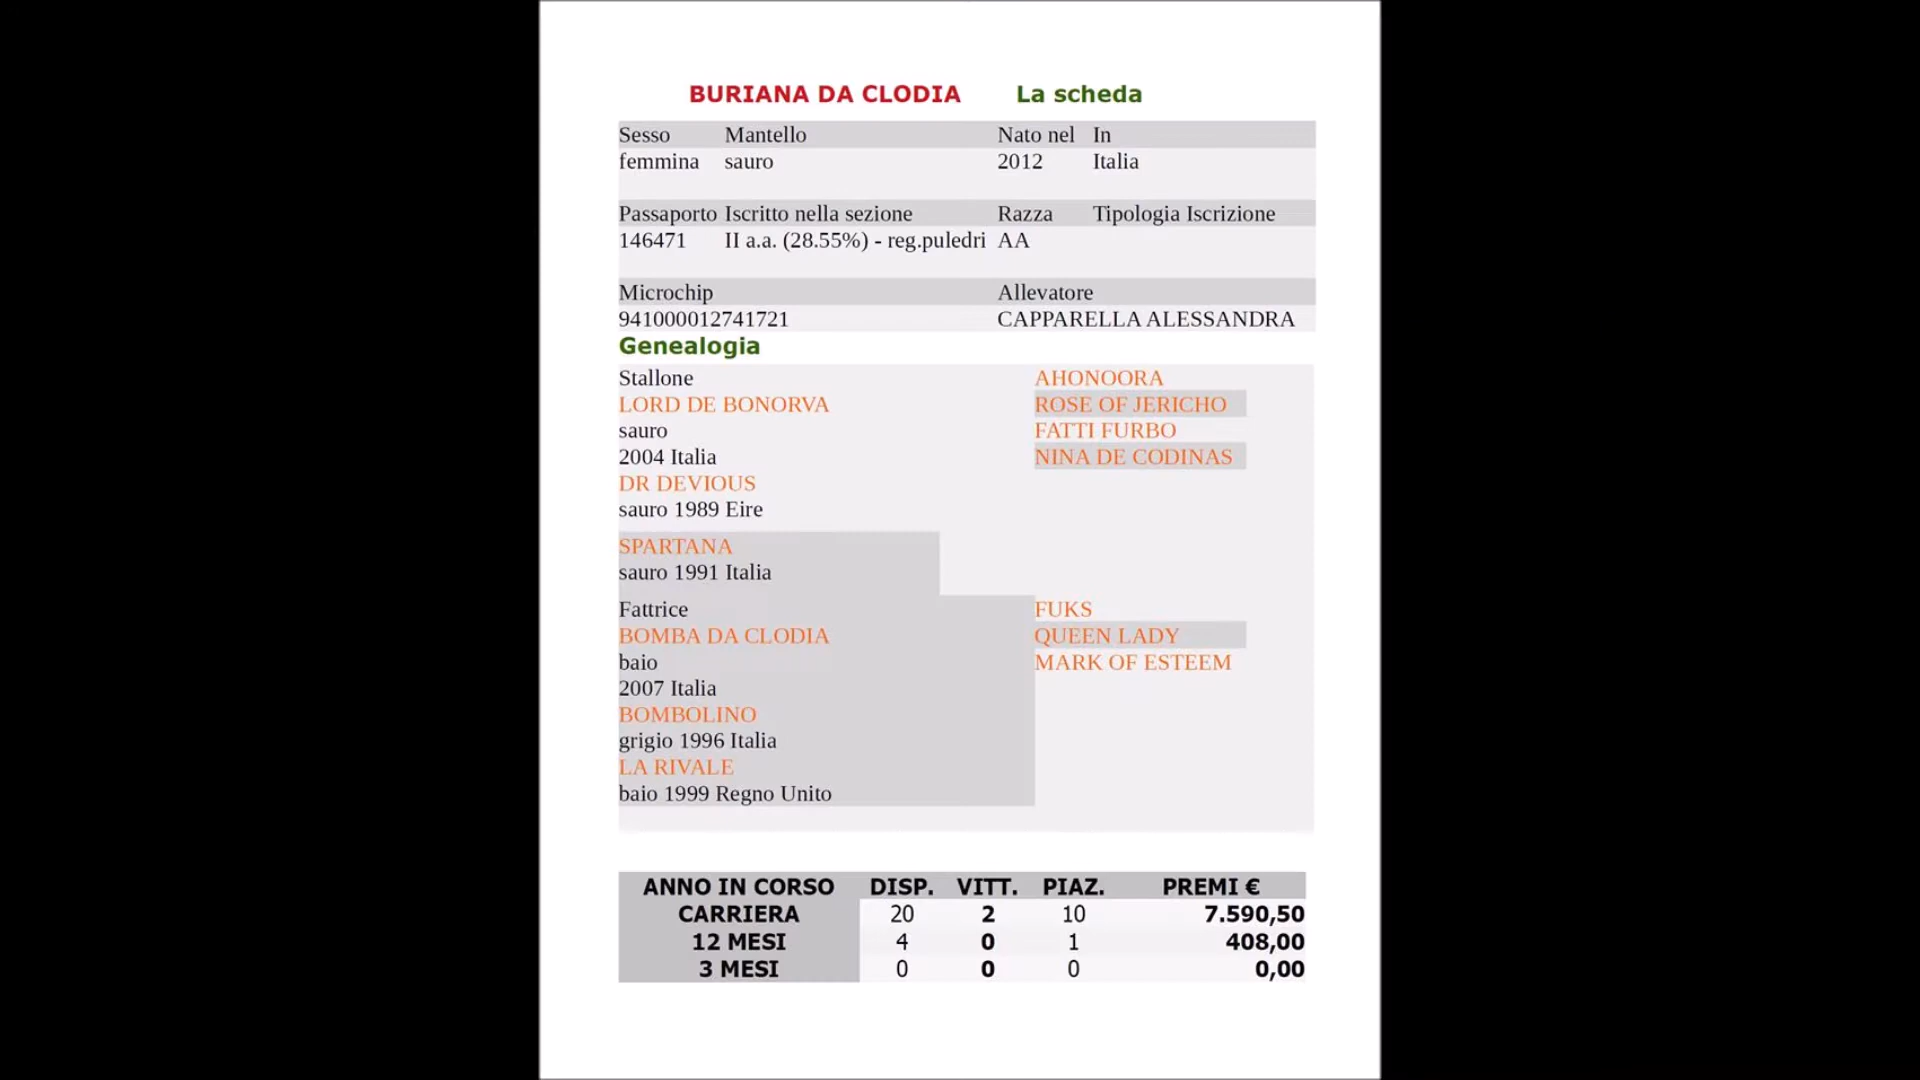 BURIANA DA CLODIA La scheda
Sesso Mantello Nato nel In
femmina sauro 2012 Italia
Passaporto Iscritto nella sezione Razza Tipologia Iscrizione
146471 II a.a. (28.55%) - reg.puledri AA
Microchip Allevatore
941000012741721 CAPPARELLA ALESSANDRA
Genealogia
Stallone AHONOORA
LORD DE BONORVA ROSE OF JERICHO
sauro FATTI FURBO
2004 Italia NINA DE CODINAS
DR DEVIOUS
sauro 1989 Eire
SPARTANA
sauro 1991 Italia
Fattrice FUKS
BOMBA DA CLODIA QUEEN LADY
baio MARK OF ESTEEM
2007 Italia
BOMBOLINO
grigio 1996 Italia
LA RIVALE
baio 1999 Regno Unito
ANNO IN CORSO DISP. VITT. PIAZ. PREMI €
CARRIERA 20 2 10 7.590,50
12 MESI 4 0 1 408,00
3 MESI 0 0 0 0,00